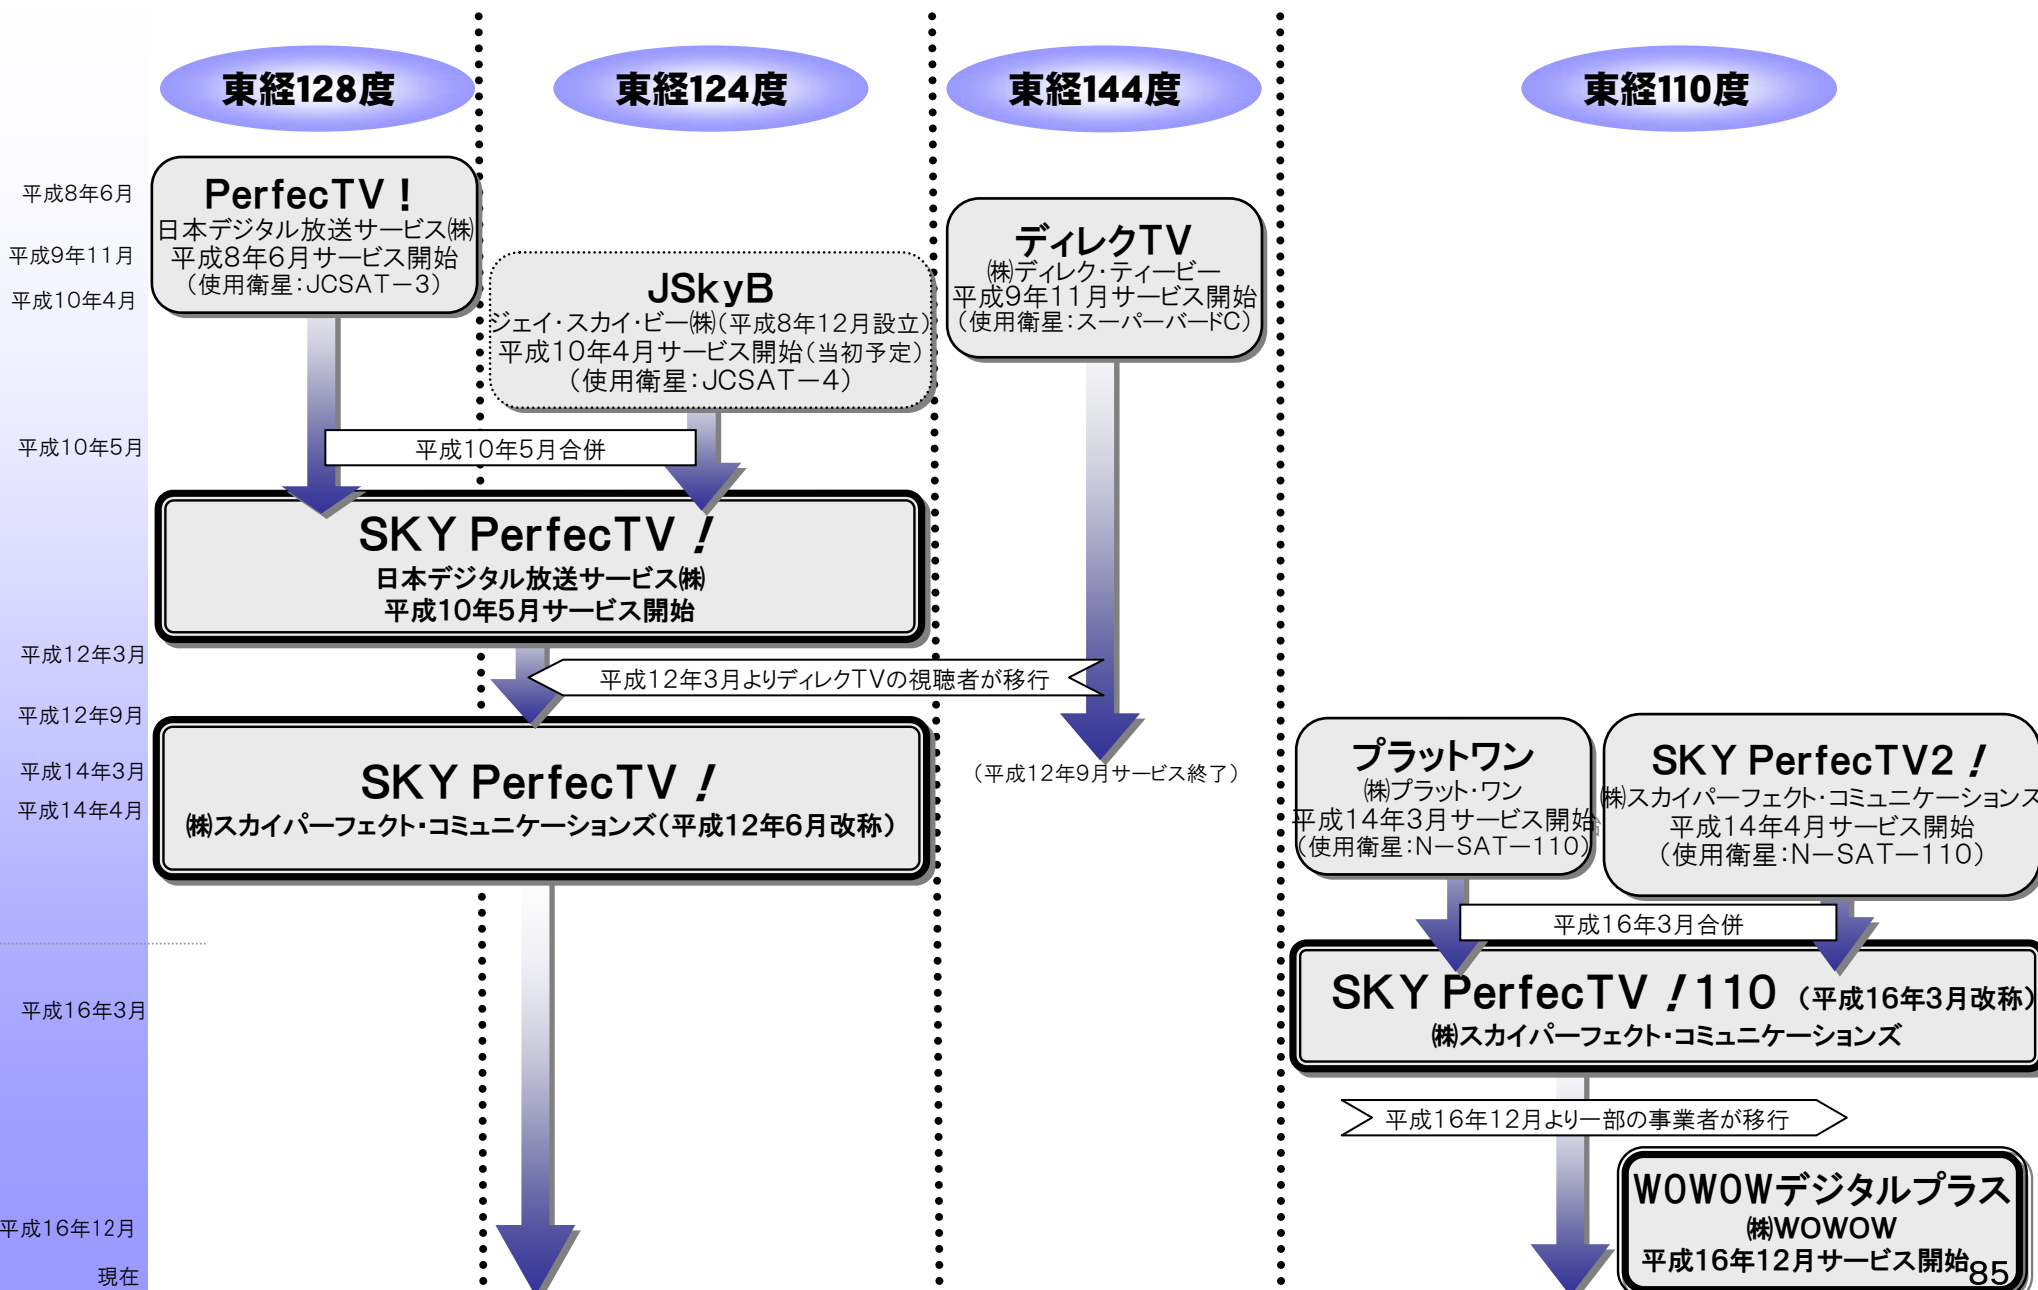 東経128度
東経124度
東経144度
東経110度
平成8年6月
平成9年11月
平成10年4月
平成10年5月
平成12年3月
平成12年9月
平成14年3月
平成14年4月
平成16年3月
平成16年12月
現在
PerfecTV!
日本デジタル放送サービス㈱
平成8年6月サービス開始
(使用衛星:JCSAT-3)
JSkyB
ジェイ・スカイ・ビー㈱(平成8年12月設立)
平成10年4月サービス開始(当初予定)
(使用衛星:JCSAT-4)
ディレクTV
㈱ディレク・ティービー
平成9年11月サービス開始
(使用衛星:スーパーバードC)
平成10年5月合併
SKY PerfecTV!
日本デジタル放送サービス㈱
平成10年5月サービス開始
平成12年3月よりディレクTVの視聴者が移行
SKY PerfecTV!
㈱スカイパーフェクト・コミュニケーションズ(平成12年6月改称)
(平成12年9月サービス終了)
プラットワン
㈱プラット・ワン
平成14年3月サービス開始
(使用衛星:N-SAT-110)
SKY PerfecTV2!
㈱スカイパーフェクト・コミュニケーションズ
平成14年4月サービス開始
(使用衛星:N-SAT-110)
平成16年3月合併
SKY PerfecTV!110 (平成16年3月改称)
㈱スカイパーフェクト・コミュニケーションズ
平成16年12月より一部の事業者が移行
WOWOWデジタルプラス
㈱WOWOW
平成16年12月サービス開始
85